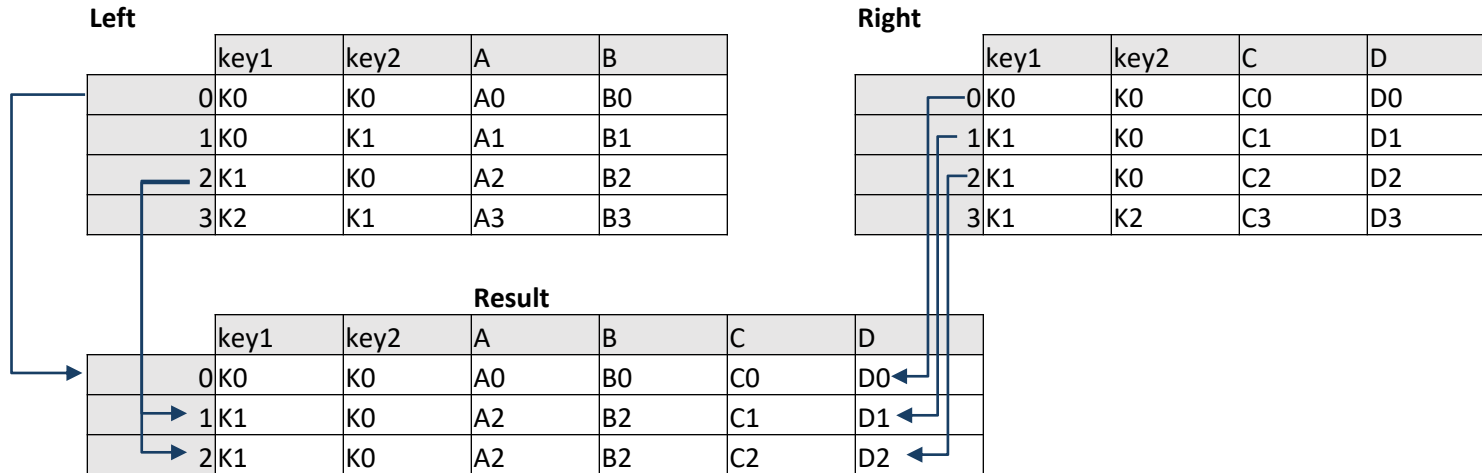 Left Right
key1 key2 A B key1 key2 C D
0 K0 K0 A0 B0 0 K0 K0 C0 D0
1 K0 K1 A1 B1 1 K1 K0 C1 D1
2 K1 K0 A2 B2 2 K1 K0 C2 D2
3 K2 K1 A3 B3 3 K1 K2 C3 D3
Result
key1 key2 A B C D
0 K0 K0 A0 B0 C0 D0
1 K1 K0 A2 B2 C1 D1
2 K1 K0 A2 B2 C2 D2